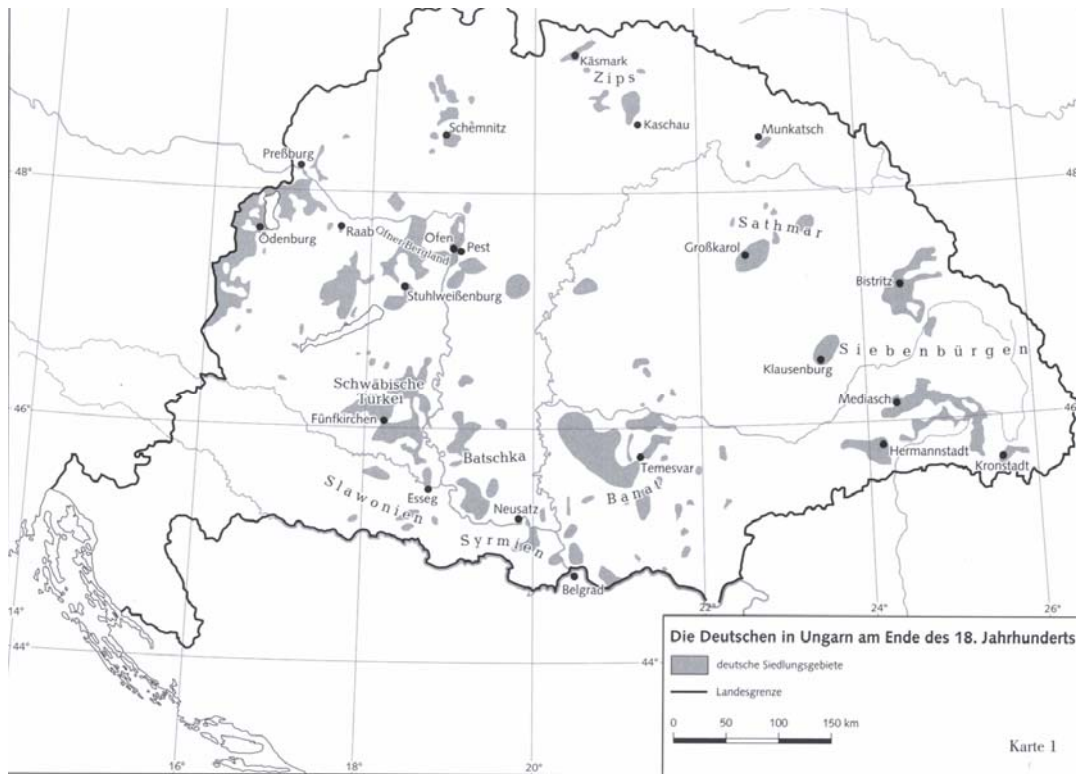 Käsmark
Zips
Kaschau
Schemnitz
Munkatsch
Preßburg
48°
48
Sathmar
Ödenburg
Raab
Ofner Bergland
Ofen
Pest
Großkarol
Stuhlweißenburg
Bistritz
Siebenbürgen
Klausenburg
Schwäbische
Türkei
Mediasch
46°
46
Fünfkirchen
Hermannstadt
Batschka
Temesvar
Kronstadt
Banat
Esseg
Slawonien
Neusatz
Syrmien
Belgrad
14°
44°
22°
24°
26°
44°
Die Deutschen in Ungarn am Ende des 18. Jahrhunderts
deutsche Siedlungsgebiete
Landesgrenze
0 50 100 150 km
Karte 1
16°
18°
20°